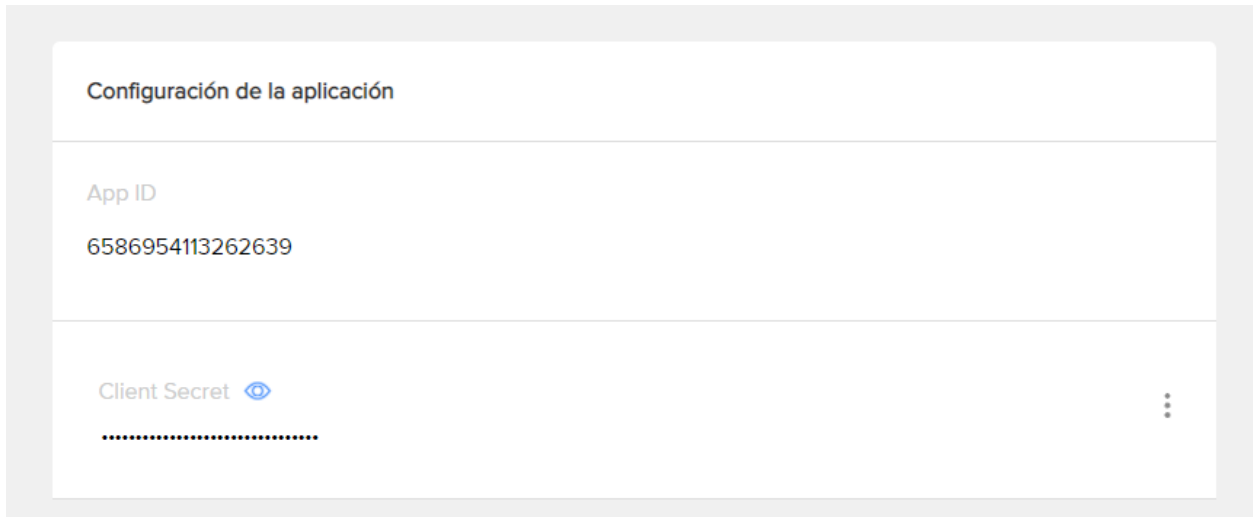 Configuración de la aplicación
App ID
6586954113262639
Client Secret
••••••••••••••••••••••••••••••••